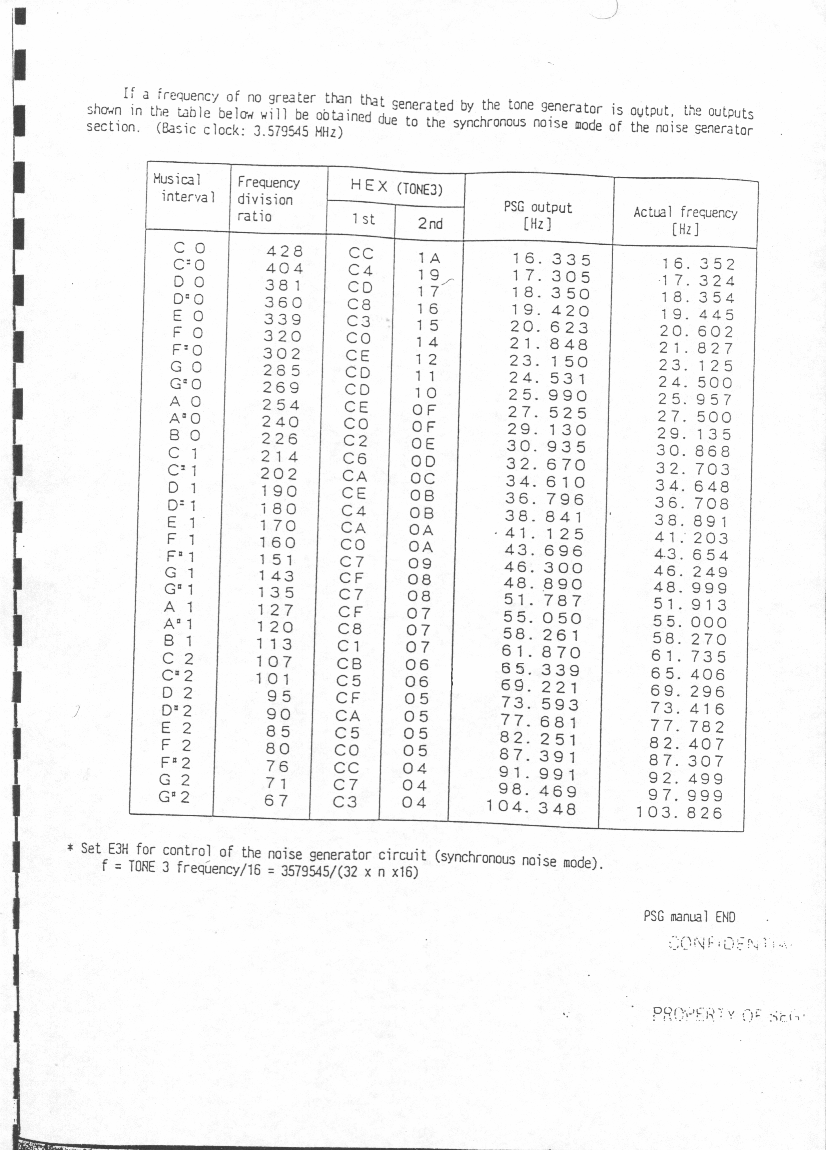 If a frequency of no greater than that generated by the tone generator is output, the outputs
shown in the table below will be obtained due to the synchronous noise mode of the noise generator
section. (Basic clock: 3.579545 MHz)
Musical interval Frequency division ratio HEX (TONE3) 1st 2nd PSG output [Hz] Actual frequency [Hz]
C 0 428 CC 1A 16.335 16.352
C#0 404 C4 19 17.305 17.324
D 0 381 CD 17 18.350 18.354
D#0 360 C8 16 19.420 19.445
E 0 339 C3 15 20.623 20.602
F 0 320 C0 14 21.848 21.827
F#0 302 CE 12 23.150 23.125
G 0 285 CD 11 24.531 24.500
G#0 269 CD 10 25.990 25.957
A 0 254 CE 0F 27.525 27.500
A#0 240 C0 0F 29.130 29.135
B 0 226 C2 0E 30.935 30.868
C 1 214 C6 0D 32.670 32.703
C#1 202 CA 0C 34.610 34.648
D 1 190 CE 0B 36.796 36.708
D#1 180 C4 0B 38.841 38.891
E 1 170 CA 0A 41.125 41.203
F 1 160 C0 0A 43.696 43.654
F#1 151 C7 09 46.300 46.249
G 1 143 CF 08 48.890 48.999
G#1 135 C7 08 51.787 51.913
A 1 127 CF 07 55.050 55.000
A#1 120 C8 07 58.261 58.270
B 1 113 C1 07 61.870 61.735
C 2 107 CB 06 65.339 65.406
C#2 101 C5 06 69.221 69.296
D 2 95 CF 05 73.593 73.416
D#2 90 CA 05 77.681 77.782
E 2 85 C5 05 82.251 82.407
F 2 80 C0 05 87.391 87.307
F#2 76 CC 04 91.991 92.499
G 2 71 C7 04 98.469 97.999
G#2 67 C3 04 104.348 103.826
* Set E3H for control of the noise generator circuit (synchronous noise mode).
f = TONE 3 frequency/16 = 3579545/(32 x n x16)
PSG manual END
CONFIDENTIA
PROPERTY OF SEG